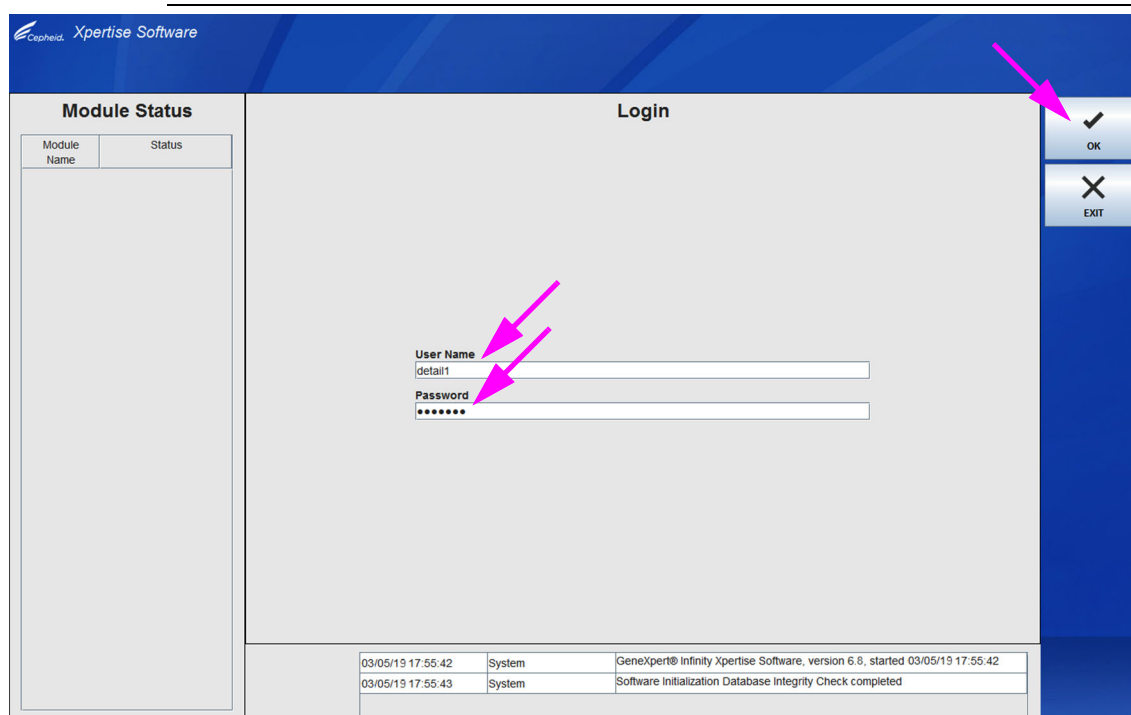 Cepheid. Xpertise Software
Module Status
Login
Module Name
Status
OK
EXIT
User Name
detail1
Password
●●●●●●●
03/05/19 17:55:42 System GeneXpert® Infinity Xpertise Software, version 6.8, started 03/05/19 17:55:42
03/05/19 17:55:43 System Software Initialization Database Integrity Check completed